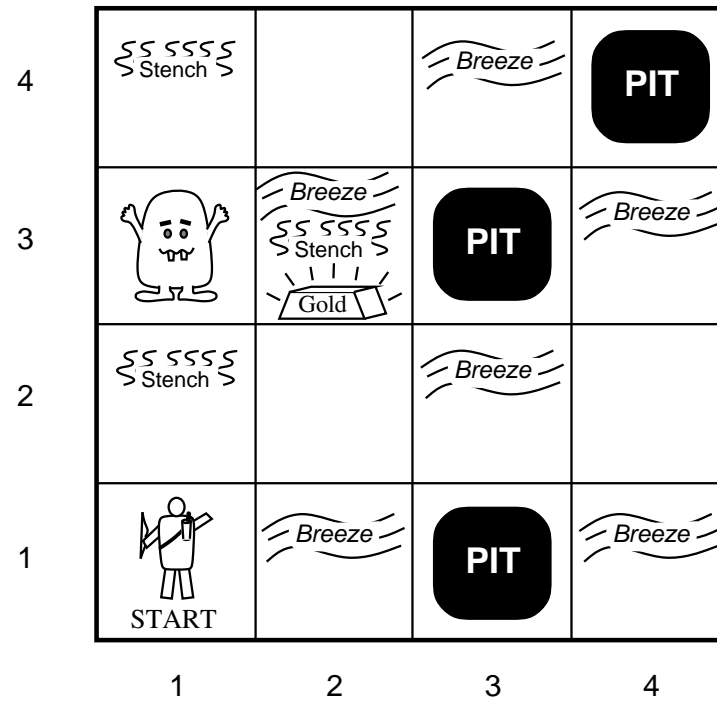 4
Stench
Breeze
PIT
3
Breeze
Stench
Gold
PIT
Breeze
2
Stench
Breeze
1
START
Breeze
PIT
Breeze
1 2 3 4